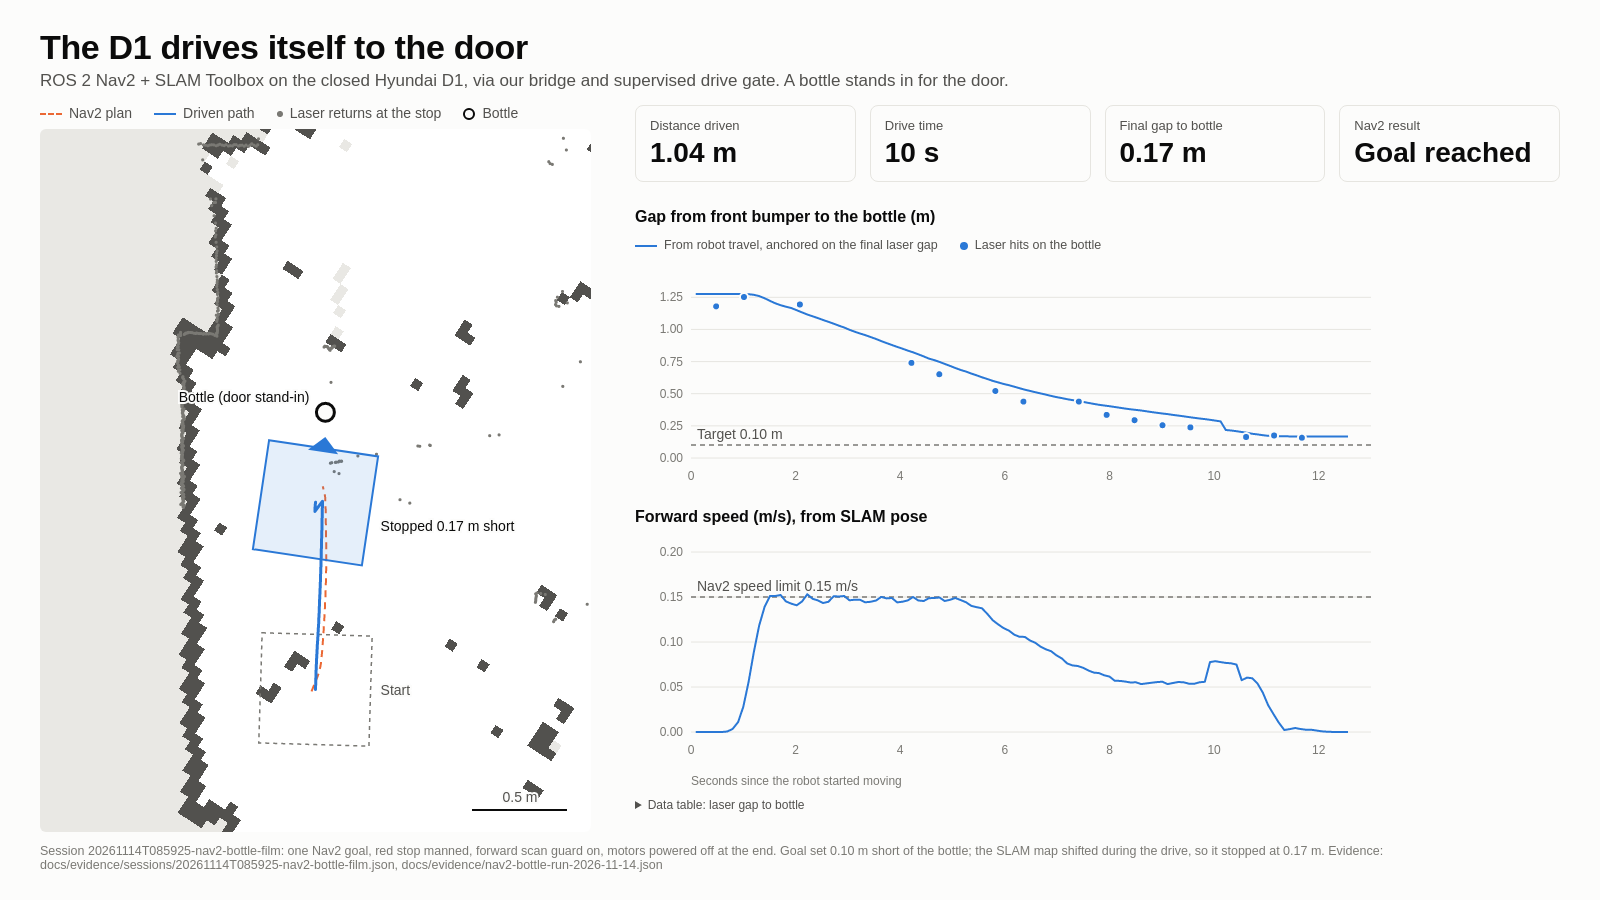 The D1 drives itself to the door
ROS 2 Nav2 + SLAM Toolbox on the closed Hyundai D1, via our bridge and supervised drive gate. A bottle stands in for the door.
Nav2 plan Driven path Laser returns at the stop Bottle
Bottle (door stand-in)
Stopped 0.17 m short
Start
0.5 m
Distance driven
1.04 m
Drive time
10 s
Final gap to bottle
0.17 m
Nav2 result
Goal reached
Gap from front bumper to the bottle (m)
From robot travel, anchored on the final laser gap Laser hits on the bottle
1.25
1.00
0.75
0.50
0.25
Target 0.10 m
0.00
0 2 4 6 8 10 12
Forward speed (m/s), from SLAM pose
0.20
Nav2 speed limit 0.15 m/s
0.15
0.10
0.05
0.00
0 2 4 6 8 10 12
Seconds since the robot started moving
Data table: laser gap to bottle
Session 20261114T085925-nav2-bottle-film: one Nav2 goal, red stop manned, forward scan guard on, motors powered off at the end. Goal set 0.10 m short of the bottle; the SLAM map shifted during the drive, so it stopped at 0.17 m. Evidence:
docs/evidence/sessions/20261114T085925-nav2-bottle-film.json, docs/evidence/nav2-bottle-run-2026-11-14.json